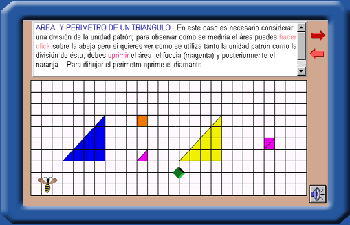 AREA Y PERIMETRO DE UN TRIANGULO : En este caso es necesario considerar
una división de la unidad patrón; para observar como se mediría el área puedes hacer
click sobre la abeja pero si quieres ver como se utiliza tanto la unidad patrón como la
división de ésta, debes oprimir el área, el fucsia (magenta) y posteriormente el
naranja. Para dibujar el perímetro oprime el diamante.